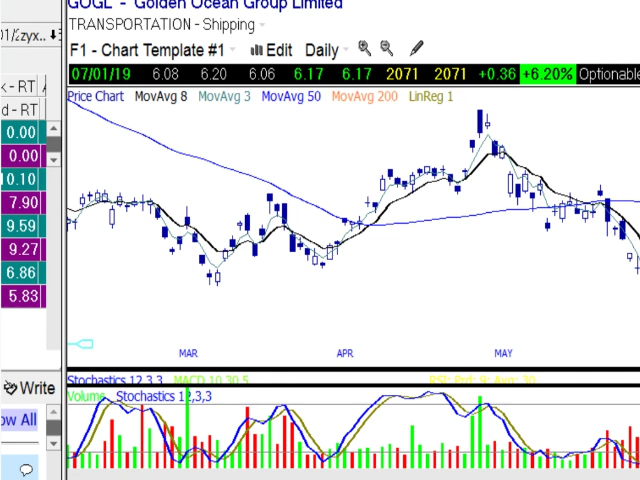 GOGL - Golden Ocean Group Limited
TRANSPORTATION - Shipping
F1 - Chart Template #1 Edit Daily
07/01/19 6.08 6.20 6.06 6.17 6.17 2071 2071 +0.36 +6.20% Optionable
Price Chart MovAvg 8 MovAvg 3 MovAvg 50 MovAvg 200 LinReg 1
- RT
d - RT
0.00
0.00
0.10
7.90
9.59
9.27
6.86
5.83
MAR APR MAY
Write
ow All
Stochastics 12,3,3 MACD 10,30,5
Volume Stochastics 12,3,3